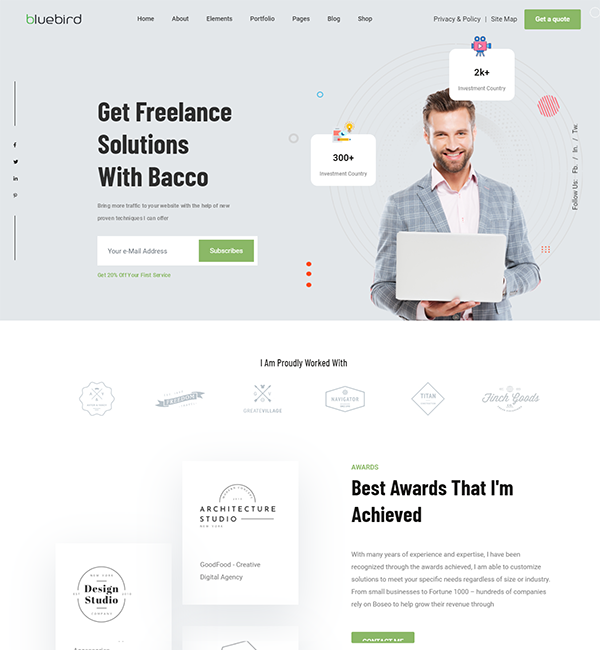 bluebird
Home About Elements Portfolio Pages Blog Shop
Privacy & Policy | Site Map
Get a quote
2k+
Investment Country
300+
Investment Country
Get Freelance
Solutions
With Bacco
Bring more traffic to your website with the help of new
proven techniques I can offer
Your e-Mail Address
Subscribes
Get 20% Off Your First Service
Follow Us: Fb. / In. / Tw.
I Am Proudly Worked With
FREEDOM
GREATVILLAGE
NAVIGATOR
TITAN
Finch Goods
AWARDS
Best Awards That I'm
Achieved
With many years of experience and expertise, I have been
recognized through the awards achieved, I am able to customize
solutions to meet your specific needs regardless of size or industry.
From small businesses to Fortune 1000 – hundreds of companies
rely on Boseo to help grow their revenue through
CONTACT ME
ARCHITECTURE
STUDIO
NEW YORK
GoodFood - Creative
Digital Agency
NEW YORK
Design
Studio
COMPANY